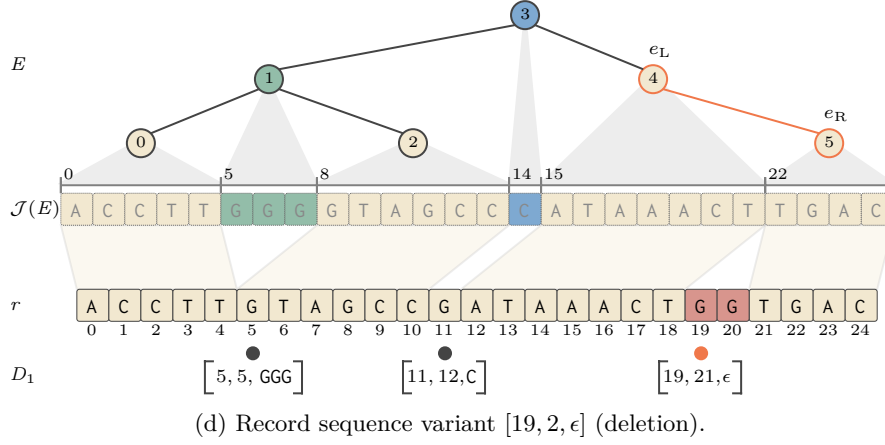 3
E
e_L
1
4
e_R
0
2
5
0 5 8 14 15 22
J(E) A C C T T G G G G T A G C C C A T A A A C T T G A C
r A C C T T G T A G C C G A T A A A C T G G T G A C
0 1 2 3 4 5 6 7 8 9 10 11 12 13 14 15 16 17 18 19 20 21 22 23 24
D₁ [5, 5, GGG] [11, 12,C] [19, 21,ϵ]
(d) Record sequence variant [19, 2, ϵ] (deletion).